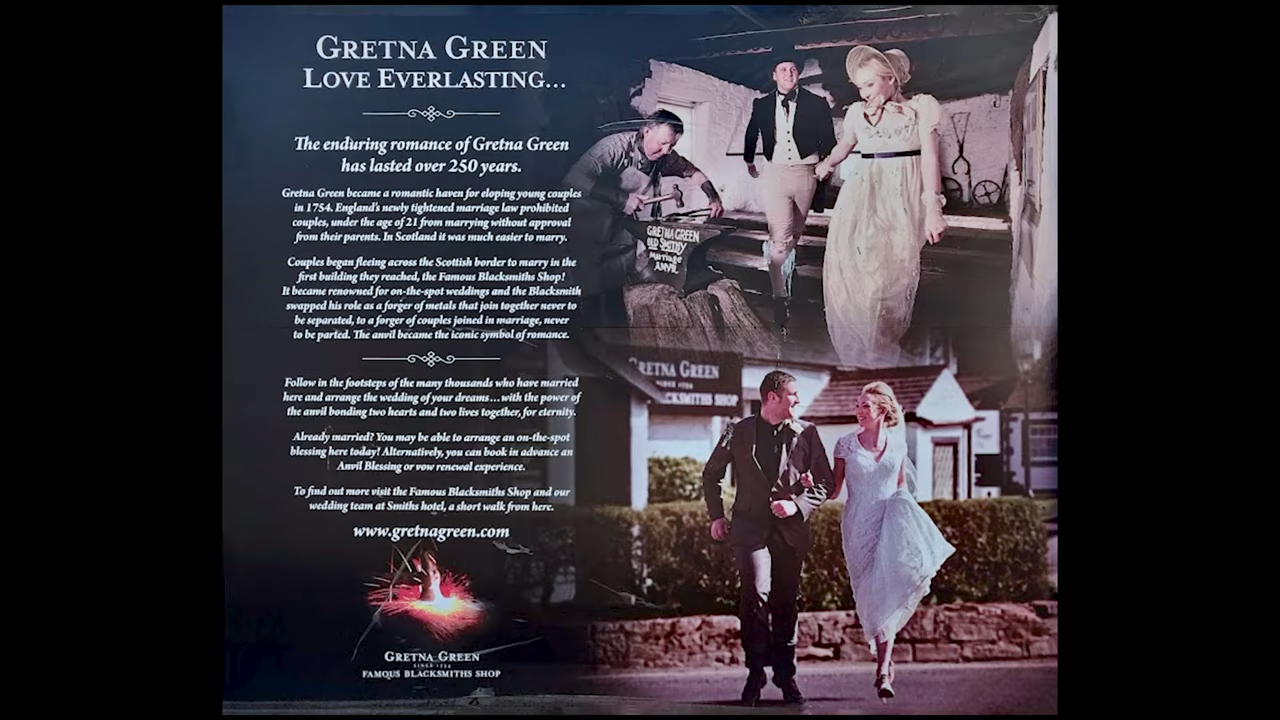 GRETNA GREEN
LOVE EVERLASTING...
The enduring romance of Gretna Green
has lasted over 250 years.
Gretna Green became a romantic haven for eloping young couples
in 1754. England's newly tightened marriage law prohibited
couples, under the age of 21 from marrying without approval
from their parents. In Scotland it was much easier to marry.
Couples began fleeing across the Scottish border to marry in the
first building they reached, the Famous Blacksmiths Shop!
It became renowned for on-the-spot weddings and the Blacksmith
swapped his role as a forger of metals that join together never to
be separated, to a forger of couples joined in marriage, never
to be parted. The anvil became the iconic symbol of romance.
Follow in the footsteps of the many thousands who have married
here and arrange the wedding of your dreams...with the power of
the anvil bonding two hearts and two lives together, for eternity.
Already married? You may be able to arrange an on-the-spot
blessing here today! Alternatively, you can book in advance an
Anvil Blessing or vow renewal experience.
To find out more visit the Famous Blacksmiths Shop and our
wedding team at Smiths hotel, a short walk from here.
www.gretnagreen.com
GRETNA GREEN
SINCE 1754
FAMOUS BLACKSMITHS SHOP
GRETNA GREEN
OLD SMITHY
Marriage
ANVIL
RETNA GREEN
SINCE 1754
ACKSMITHS SHOP